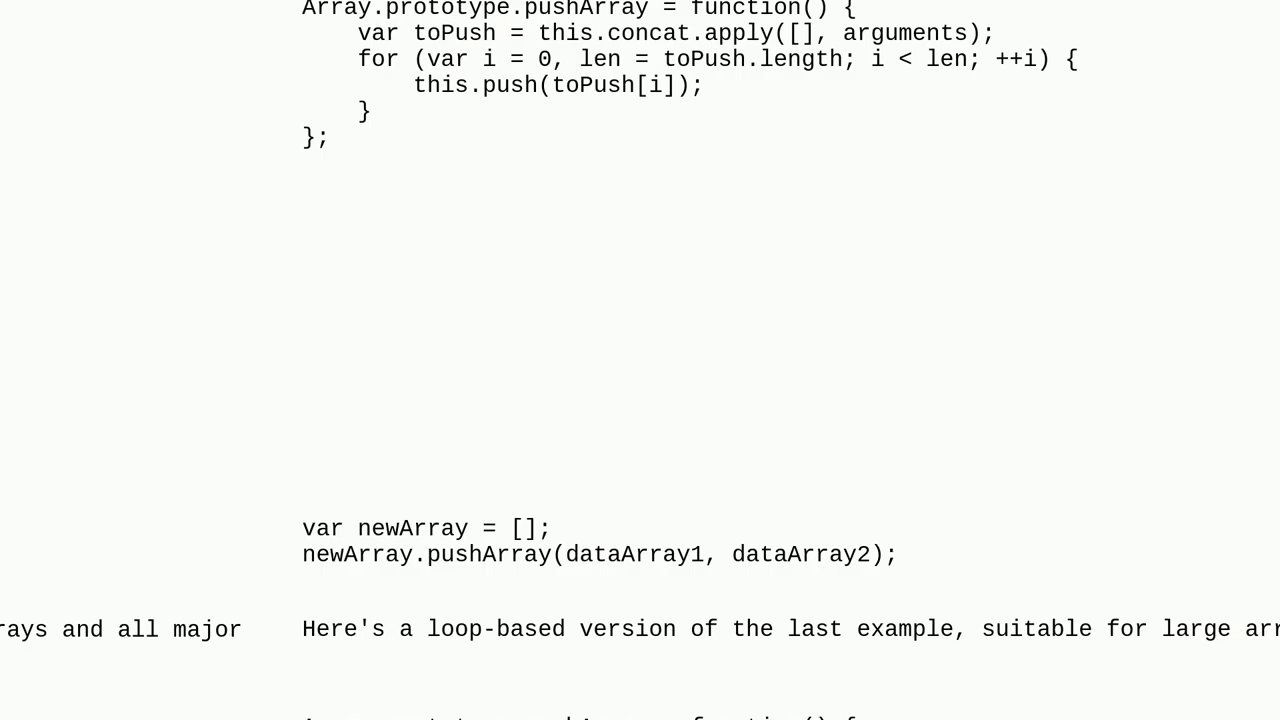 Array.prototype.pushArray = function() {
    var toPush = this.concat.apply([], arguments);
    for (var i = 0, len = toPush.length; i < len; ++i) {
        this.push(toPush[i]);
    }
};
var newArray = [];
newArray.pushArray(dataArray1, dataArray2);
rays and all major
Here's a loop-based version of the last example, suitable for large arr